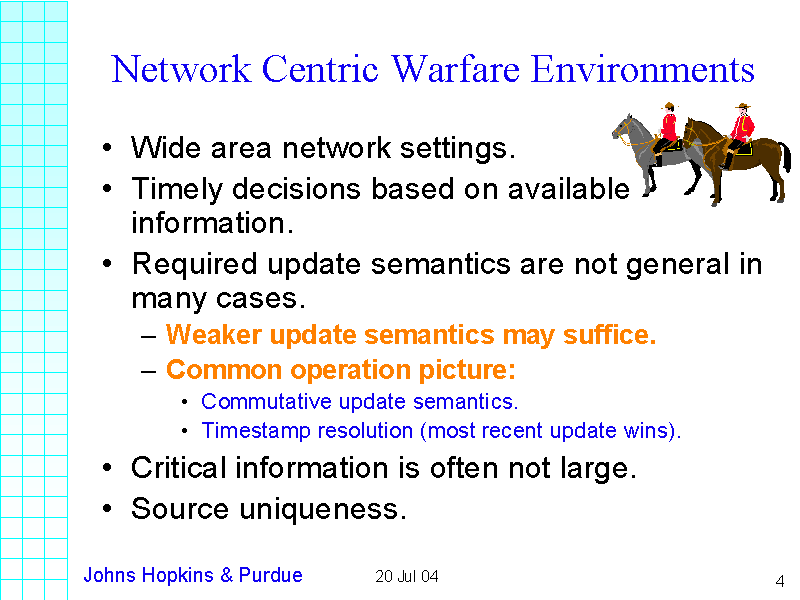 Network Centric Warfare Environments
• Wide area network settings.
• Timely decisions based on available
information.
• Required update semantics are not general in
many cases.
– Weaker update semantics may suffice.
– Common operation picture:
• Commutative update semantics.
• Timestamp resolution (most recent update wins).
• Critical information is often not large.
• Source uniqueness.
Johns Hopkins & Purdue 20 Jul 04 4